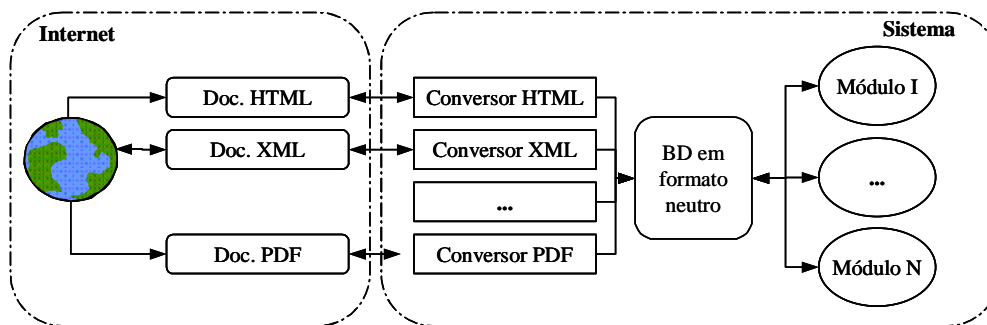 Internet
Sistema
Doc. HTML
Conversor HTML
Módulo I
Doc. XML
Conversor XML
BD em
formato
neutro
...
...
Doc. PDF
Conversor PDF
Módulo N